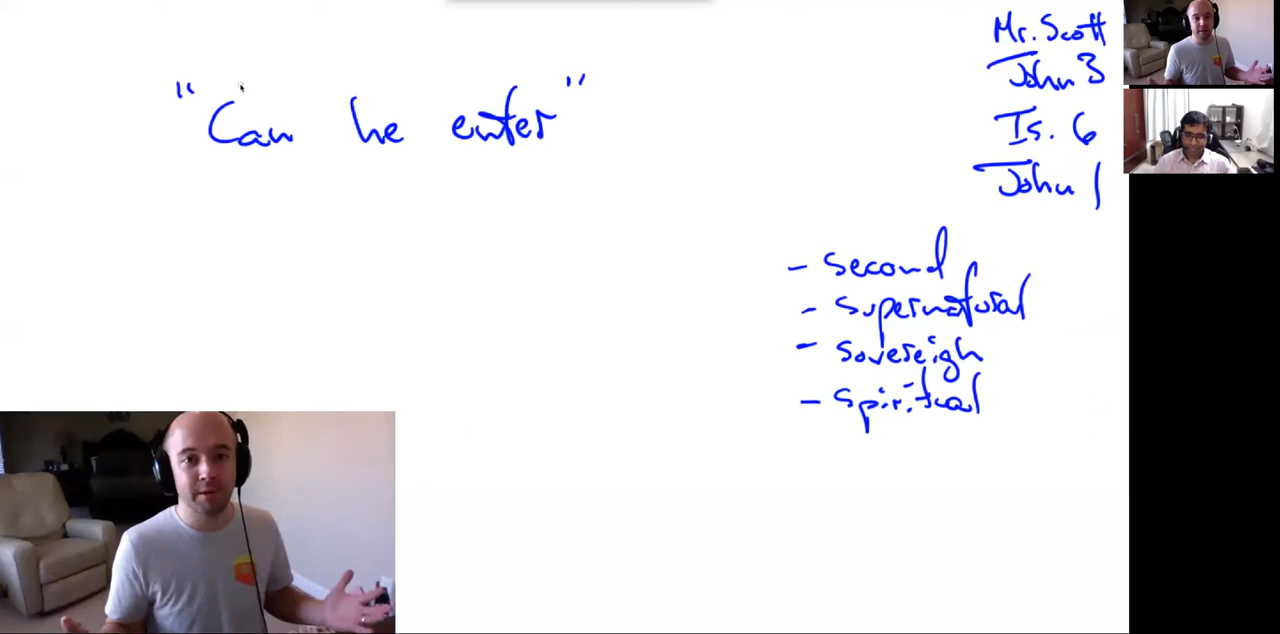 "Can he enter"
Mr. Scott
John 3
Is. 6
John 1
- second
- supernatural
- sovereign
- spiritual